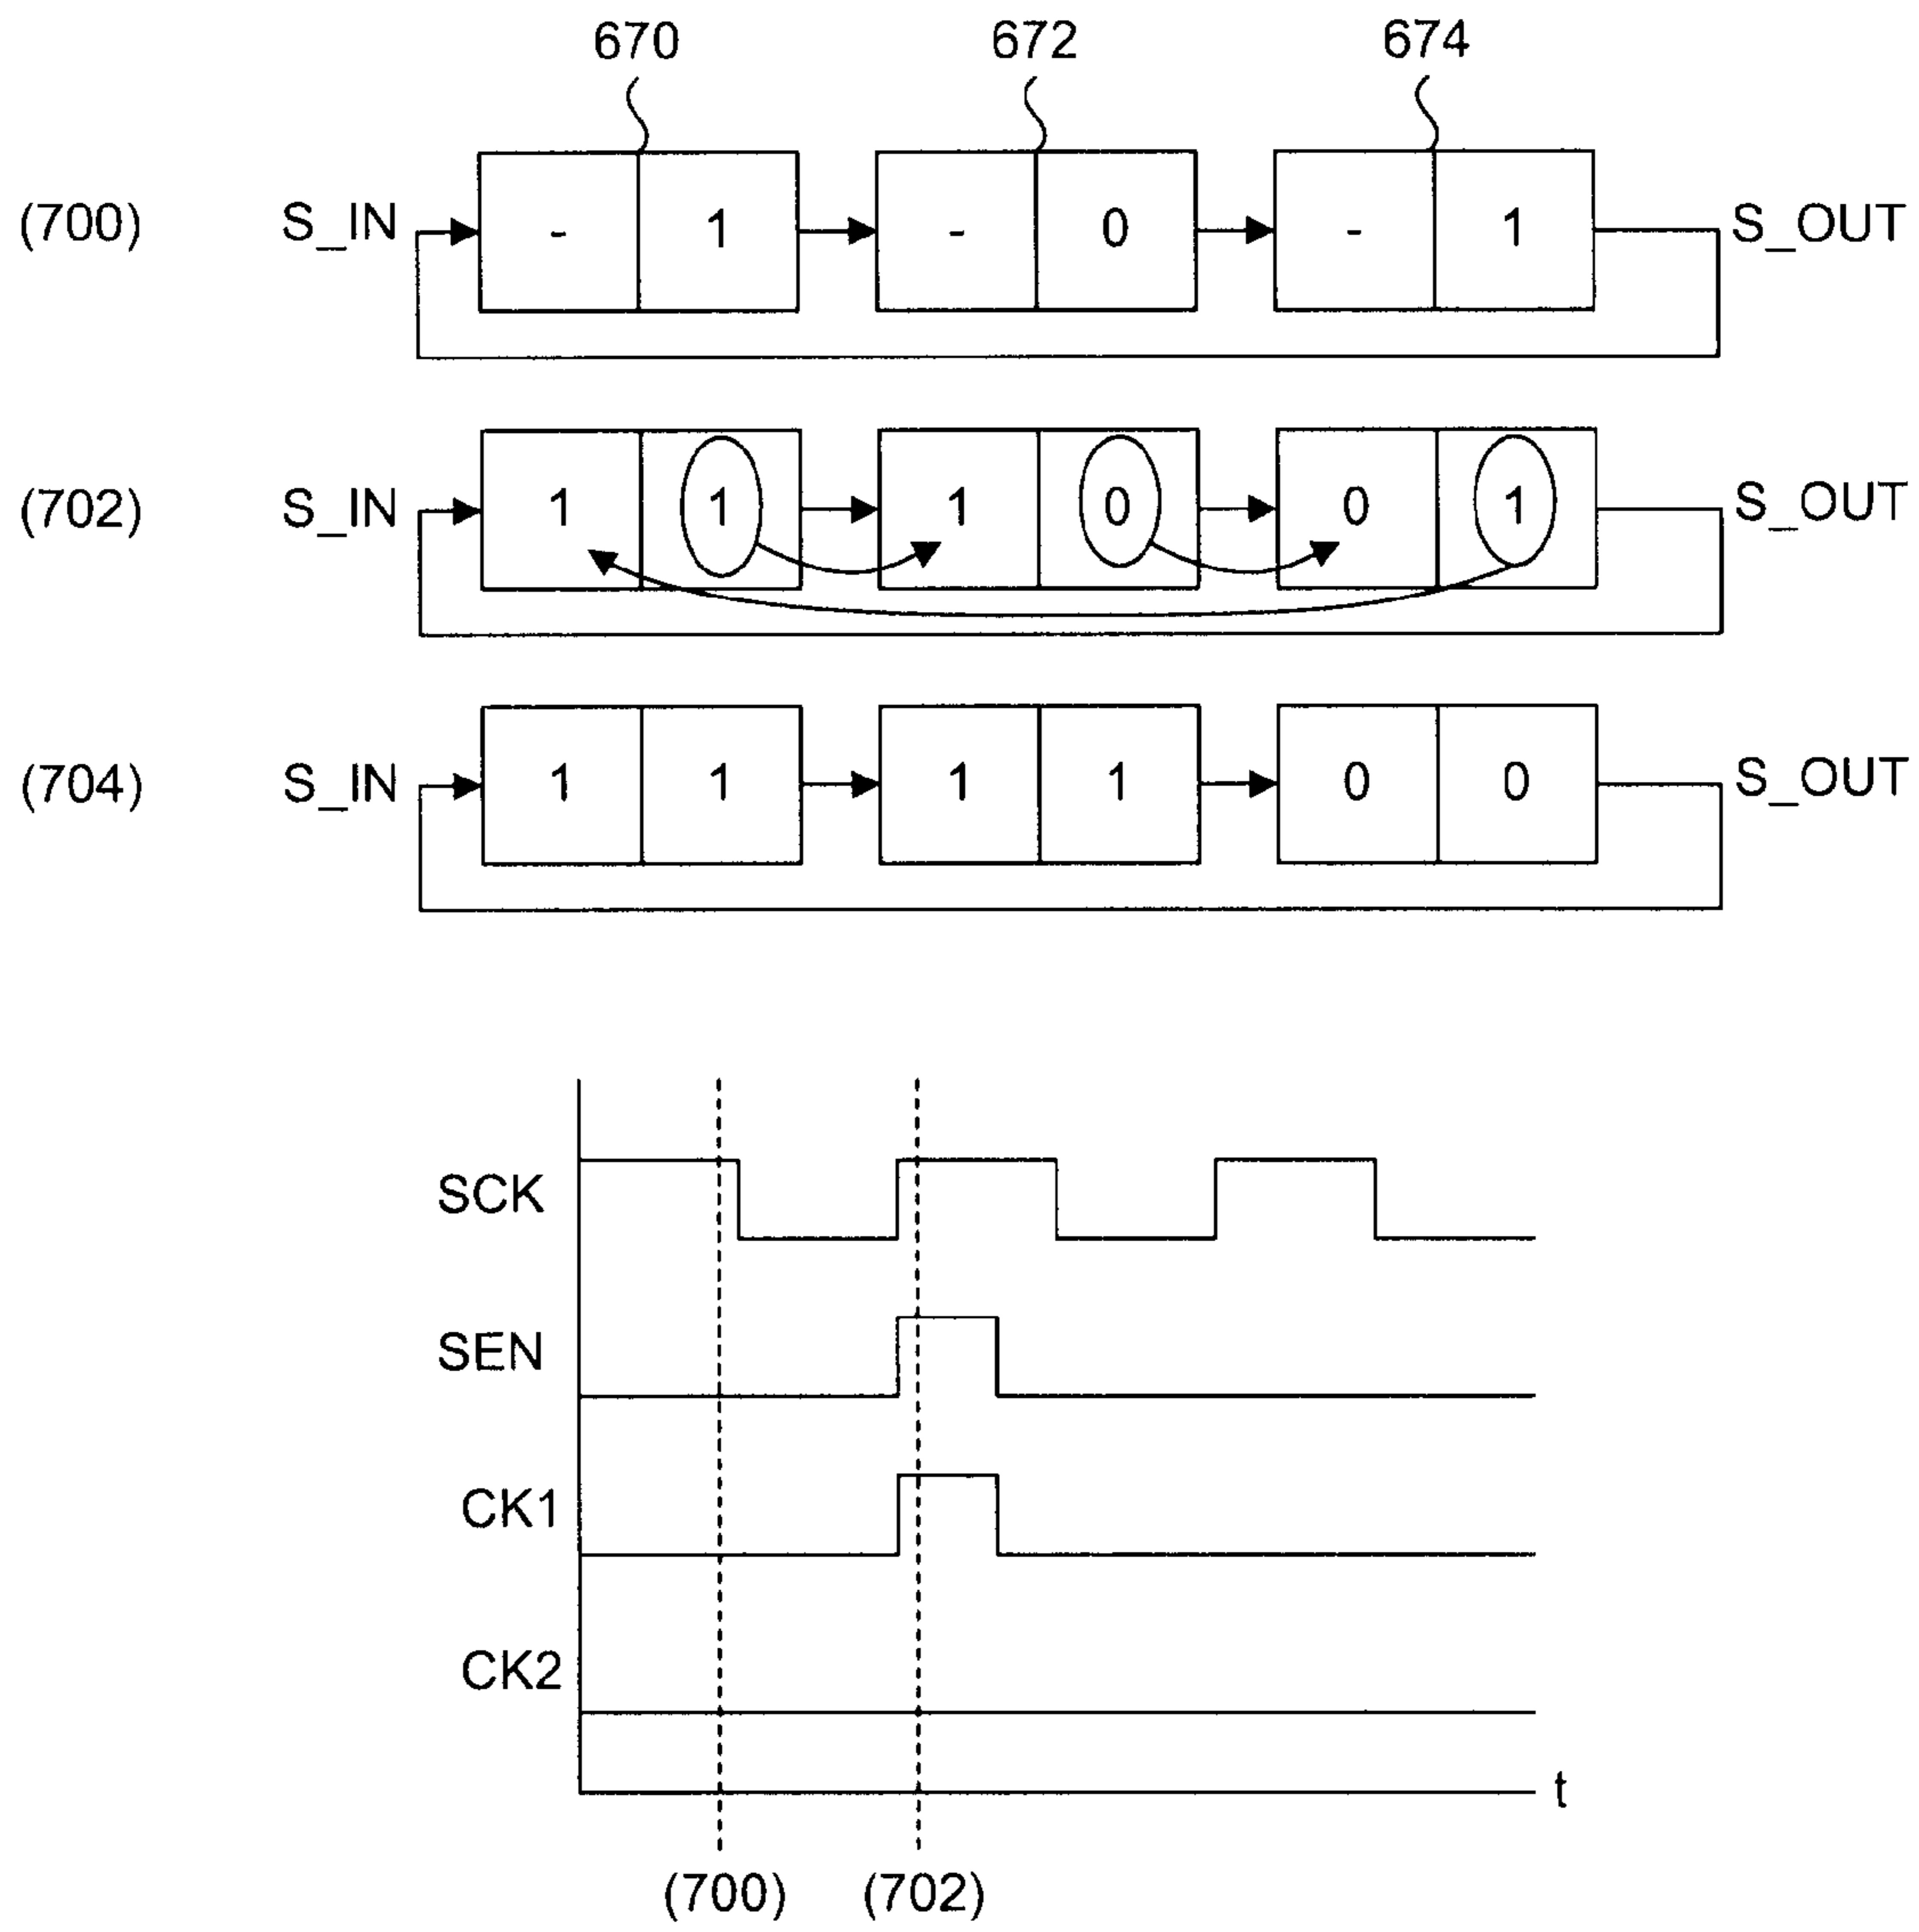 670 672 674
(700) S_IN - 1 - 0 - 1 S_OUT
(702) S_IN 1 1 1 0 0 1 S_OUT
(704) S_IN 1 1 1 1 0 0 S_OUT
SCK
SEN
CK1
CK2
t
(700) (702)